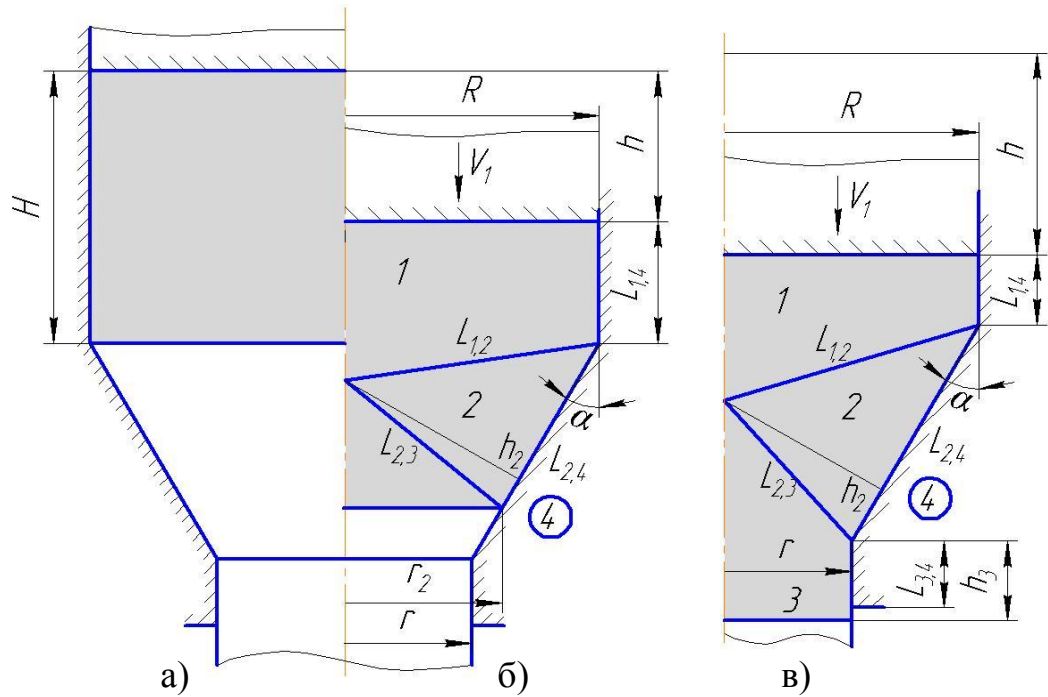 H
R
h
V₁
1
L₁,₄
L₁,₂
2
α
L₂,₃
h₂
L₂,₄
4
r₂
r
R
h
V₁
1
L₁,₄
L₁,₂
2
α
L₂,₃
h₂
L₂,₄
4
r
L₃,₄
h₃
3
а) б) в)